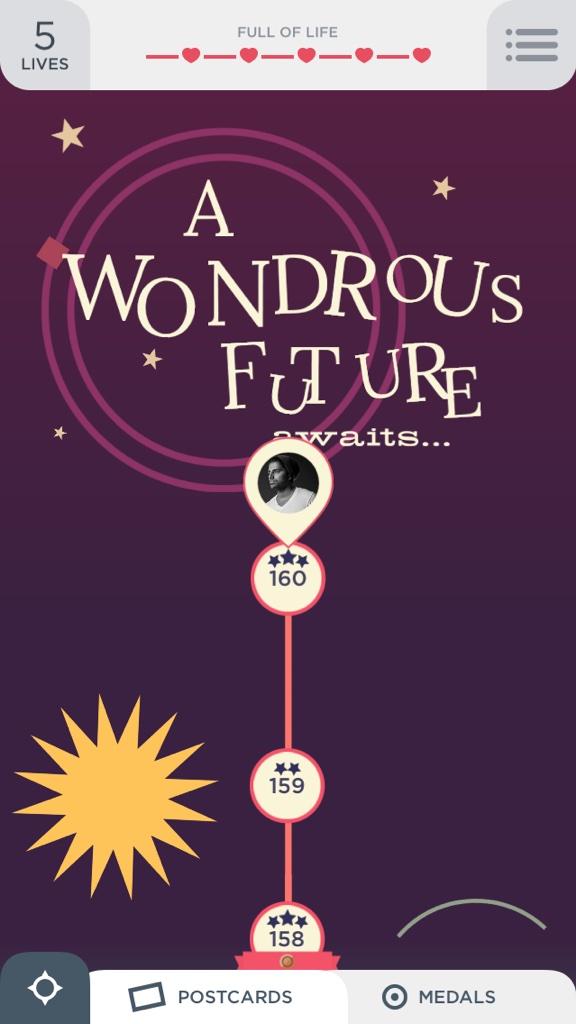 5
LIVES
FULL OF LIFE
A
WONDROUS
FUTURE
awaits...
160
159
158
POSTCARDS
MEDALS